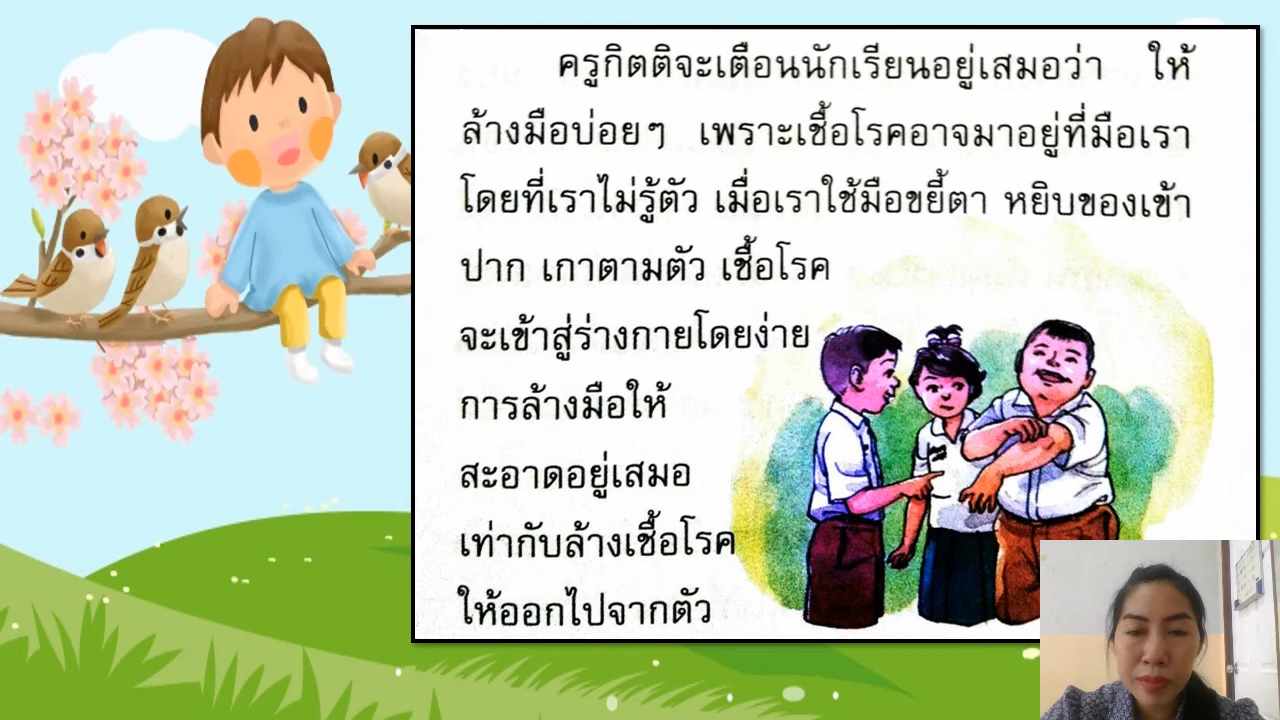 ครูกิตติจะเตือนนักเรียนอยู่เสมอว่า ให้
ล้างมือบ่อยๆ เพราะเชื้อโรคอาจมาอยู่ที่มือเรา
โดยที่เราไม่รู้ตัว เมื่อเราใช้มือขยี้ตา หยิบของเข้า
ปาก เกาตามตัว เชื้อโรค
จะเข้าสู่ร่างกายโดยง่าย
การล้างมือให้
สะอาดอยู่เสมอ
เท่ากับล้างเชื้อโรค
ให้ออกไปจากตัว